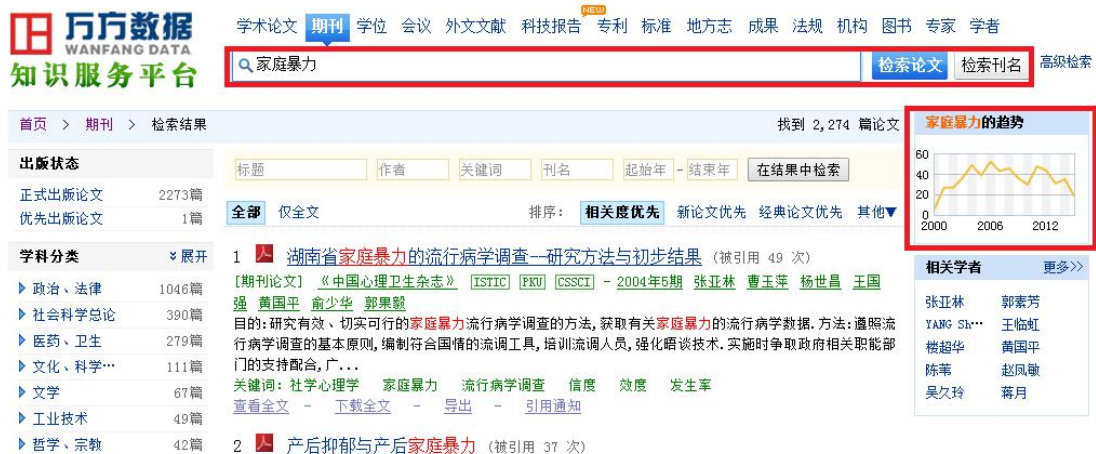 万方数据
WANFANG DATA
知识服务平台
学术论文 期刊 学位 会议 外文文献 科技报告 NEW 专利 标准 地方志 成果 法规 机构 图书 专家 学者
家庭暴力 检索论文 检索刊名 高级检索
首页 > 期刊 > 检索结果 找到 2,274 篇论文
出版状态
正式出版论文 2273篇
优先出版论文 1篇
学科分类 展开
政治、法律 1046篇
社会科学总论 390篇
医药、卫生 279篇
文化、科学… 111篇
文学 67篇
工业技术 49篇
哲学、宗教 42篇
标题 作者 关键词 刊名 起始年 - 结束年 在结果中检索
全部 仅全文 排序: 相关度优先 新论文优先 经典论文优先 其他▼
1 湖南省家庭暴力的流行病学调查--研究方法与初步结果 (被引用 49 次)
[期刊论文] 《中国心理卫生杂志》 ISTIC PKU CSSCI - 2004年5期 张亚林 曹玉萍 杨世昌 王国
强 黄国平 俞少华 郭果毅
目的:研究有效、切实可行的家庭暴力流行病学调查的方法,获取有关家庭暴力的流行病学数据.方法:遵照流
行病学调查的基本原则,编制符合国情的流调工具,培训流调人员,强化晤谈技术.实施时争取政府相关职能部
门的支持配合,广...
关键词: 社学心理学 家庭暴力 流行病学调查 信度 效度 发生率
查看全文 - 下载全文 - 导出 - 引用通知
2 产后抑郁与产后家庭暴力 (被引用 37 次)
家庭暴力的趋势
60
40
20
0
2000 2006 2012
相关学者 更多>>
张亚林 郭素芳
YANG Sh… 王临虹
楼超华 黄国平
陈苇 赵凤敏
吴久玲 蒋月